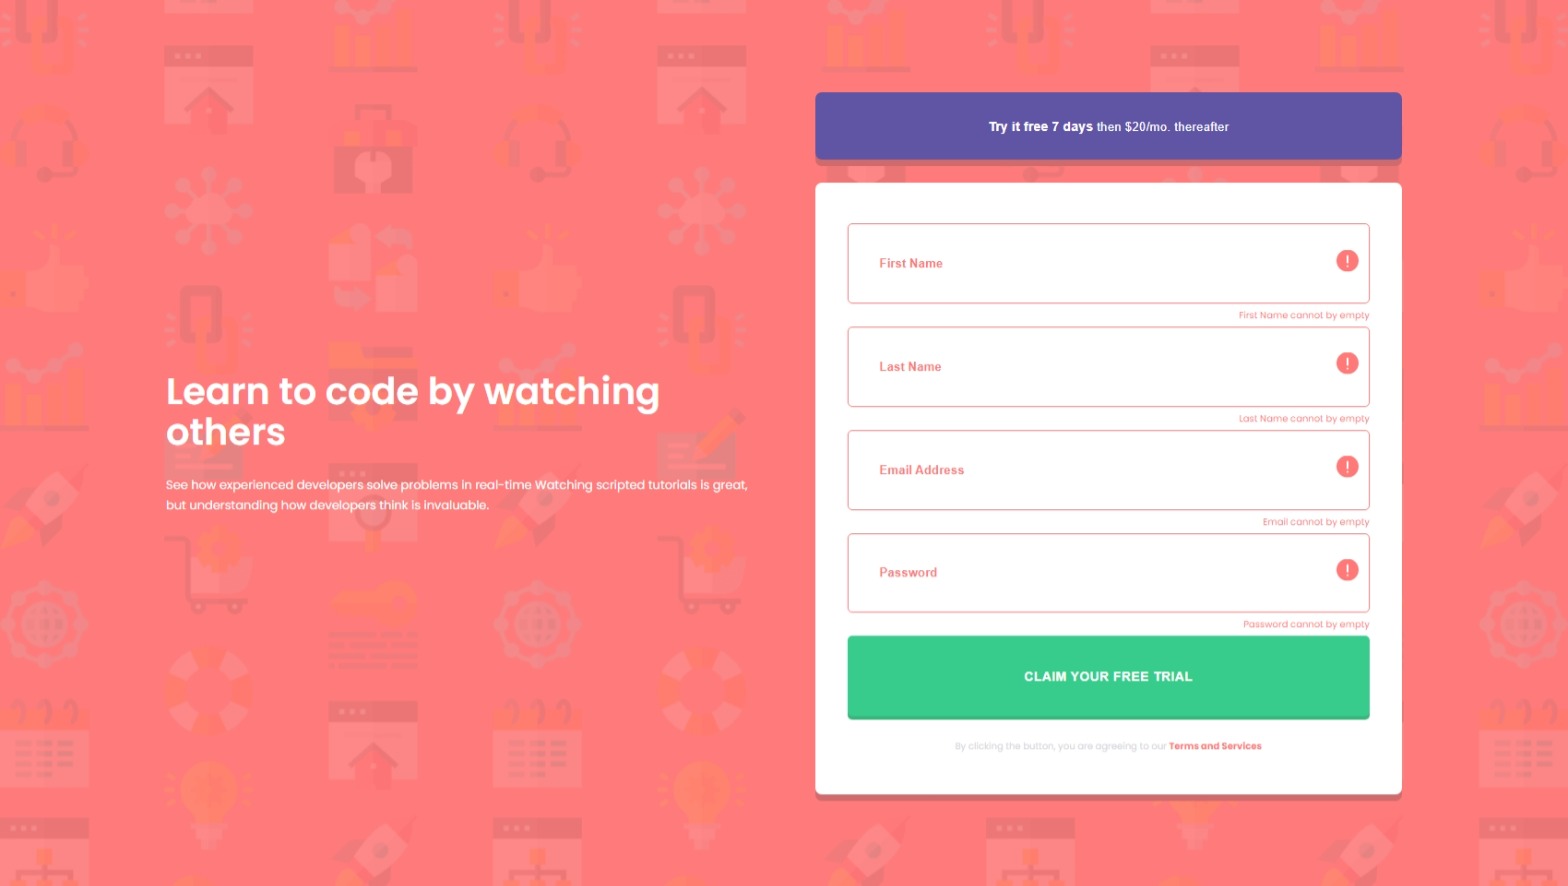 Learn to code by watching
others
See how experienced developers solve problems in real-time Watching scripted tutorials is great,
but understanding how developers think is invaluable.
Try it free 7 days then $20/mo. thereafter
First Name
First Name cannot by empty
Last Name
Last Name cannot by empty
Email Address
Email cannot by empty
Password
Password cannot by empty
CLAIM YOUR FREE TRIAL
By clicking the button, you are agreeing to our Terms and Services